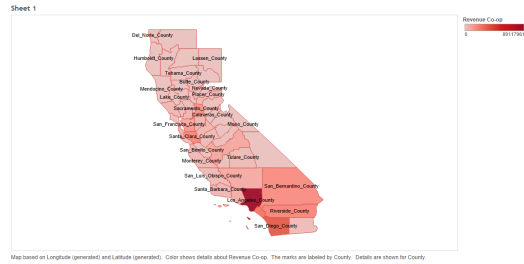 Sheet 1
Revenue Co-op
0
89117861
Del_Norte_County
Humboldt_County
Lassen_County
Tehama_County
Butte_County
Nevada_County
Mendocino_County
Placer_County
Lake_County
Sacramento_County
Calaveras_County
San_Francisco_County
Mono_County
Santa_Clara_County
San_Benito_County
Tulare_County
Monterey_County
San_Luis_Obispo_County
San_Bernardino_County
Santa_Barbara_County
Los_Angeles_County
Riverside_County
San_Diego_County
Map based on Longitude (generated) and Latitude (generated). Color shows details about Revenue Co-op. The marks are labeled by County. Details are shown for County.